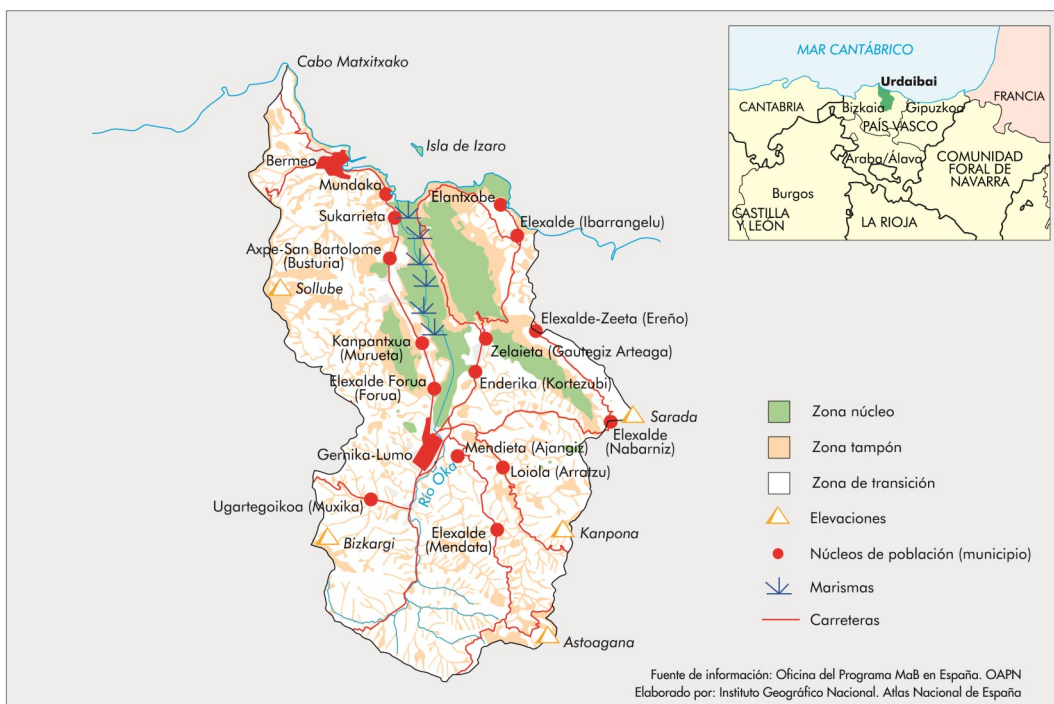 Cabo Matxitxako
Isla de Izaro
Bermeo
Mundaka
Elantxobe
Sukarrieta
Elexalde (Ibarrangelu)
Axpe-San Bartolome
(Busturia)
Sollube
Elexalde-Zeeta (Ereño)
Kanpantxua
(Murueta)
Zelaieta (Gautegiz Arteaga)
Elexalde Forua
(Forua)
Enderika (Kortezubi)
Sarada
Elexalde
(Nabarniz)
Gernika-Lumo
Mendieta (Ajangiz)
Loiola (Arratzu)
Río Oka
Ugartegoikoa (Muxika)
Elexalde
(Mendata)
Bizkargi
Kanpona
Astoagana
MAR CANTÁBRICO
Urdaibai
FRANCIA
CANTABRIA
Bizkaia
Gipuzkoa
PAÍS VASCO
Araba/Álava
COMUNIDAD
FORAL DE
NAVARRA
Burgos
CASTILLA
Y LEÓN
LA RIOJA
Zona núcleo
Zona tampón
Zona de transición
Elevaciones
Núcleos de población (municipio)
Marismas
Carreteras
Fuente de información: Oficina del Programa MaB en España. OAPN
Elaborado por: Instituto Geográfico Nacional. Atlas Nacional de España